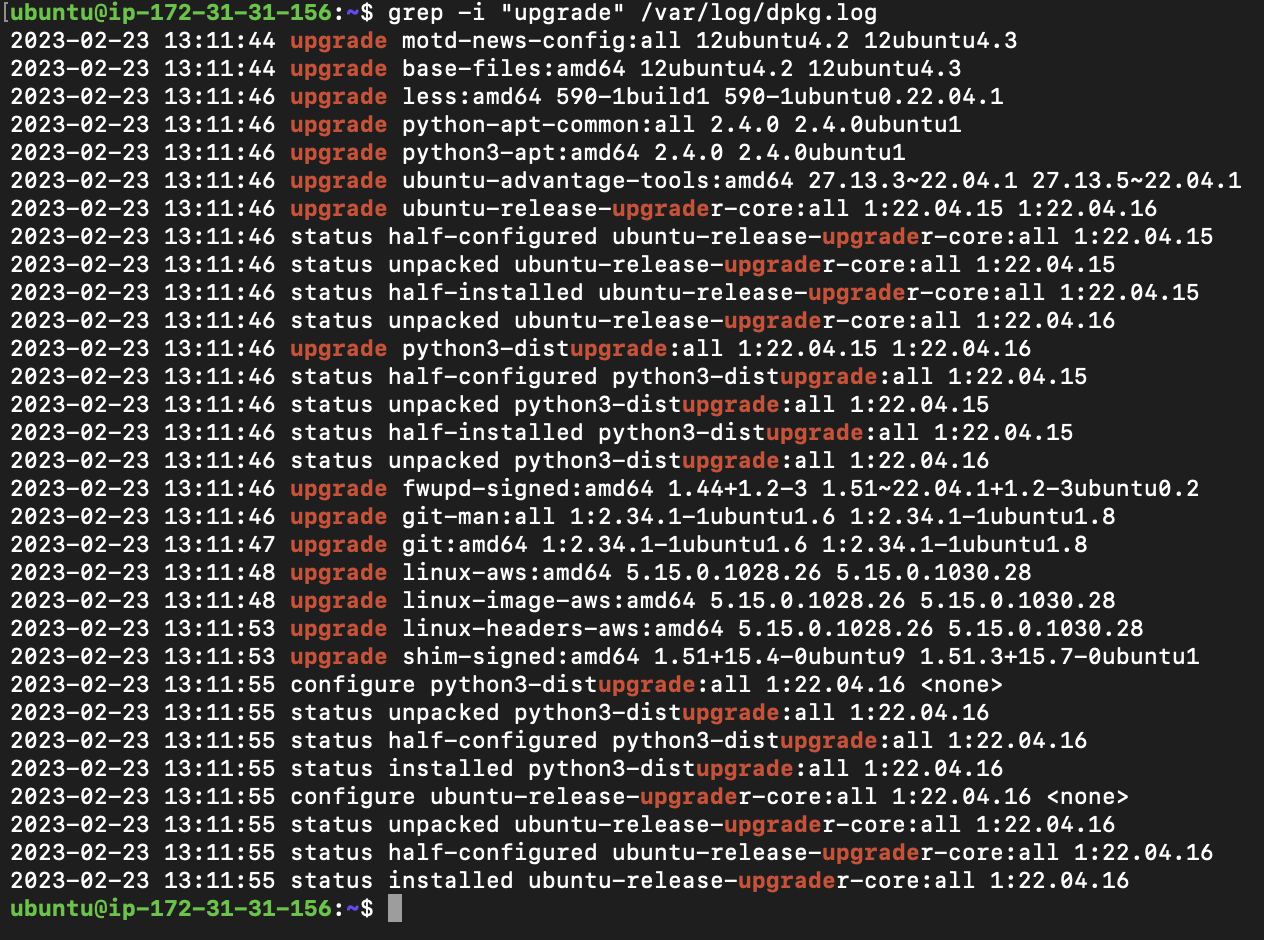 [ubuntu@ip-172-31-31-156:~$ grep -i "upgrade" /var/log/dpkg.log
2023-02-23 13:11:44 upgrade motd-news-config:all 12ubuntu4.2 12ubuntu4.3
2023-02-23 13:11:44 upgrade base-files:amd64 12ubuntu4.2 12ubuntu4.3
2023-02-23 13:11:46 upgrade less:amd64 590-1build1 590-1ubuntu0.22.04.1
2023-02-23 13:11:46 upgrade python-apt-common:all 2.4.0 2.4.0ubuntu1
2023-02-23 13:11:46 upgrade python3-apt:amd64 2.4.0 2.4.0ubuntu1
2023-02-23 13:11:46 upgrade ubuntu-advantage-tools:amd64 27.13.3~22.04.1 27.13.5~22.04.1
2023-02-23 13:11:46 upgrade ubuntu-release-upgrader-core:all 1:22.04.15 1:22.04.16
2023-02-23 13:11:46 status half-configured ubuntu-release-upgrader-core:all 1:22.04.15
2023-02-23 13:11:46 status unpacked ubuntu-release-upgrader-core:all 1:22.04.15
2023-02-23 13:11:46 status half-installed ubuntu-release-upgrader-core:all 1:22.04.15
2023-02-23 13:11:46 status unpacked ubuntu-release-upgrader-core:all 1:22.04.16
2023-02-23 13:11:46 upgrade python3-distupgrade:all 1:22.04.15 1:22.04.16
2023-02-23 13:11:46 status half-configured python3-distupgrade:all 1:22.04.15
2023-02-23 13:11:46 status unpacked python3-distupgrade:all 1:22.04.15
2023-02-23 13:11:46 status half-installed python3-distupgrade:all 1:22.04.15
2023-02-23 13:11:46 status unpacked python3-distupgrade:all 1:22.04.16
2023-02-23 13:11:46 upgrade fwupd-signed:amd64 1.44+1.2-3 1.51~22.04.1+1.2-3ubuntu0.2
2023-02-23 13:11:46 upgrade git-man:all 1:2.34.1-1ubuntu1.6 1:2.34.1-1ubuntu1.8
2023-02-23 13:11:47 upgrade git:amd64 1:2.34.1-1ubuntu1.6 1:2.34.1-1ubuntu1.8
2023-02-23 13:11:48 upgrade linux-aws:amd64 5.15.0.1028.26 5.15.0.1030.28
2023-02-23 13:11:48 upgrade linux-image-aws:amd64 5.15.0.1028.26 5.15.0.1030.28
2023-02-23 13:11:53 upgrade linux-headers-aws:amd64 5.15.0.1028.26 5.15.0.1030.28
2023-02-23 13:11:53 upgrade shim-signed:amd64 1.51+15.4-0ubuntu9 1.51.3+15.7-0ubuntu1
2023-02-23 13:11:55 configure python3-distupgrade:all 1:22.04.16 <none>
2023-02-23 13:11:55 status unpacked python3-distupgrade:all 1:22.04.16
2023-02-23 13:11:55 status half-configured python3-distupgrade:all 1:22.04.16
2023-02-23 13:11:55 status installed python3-distupgrade:all 1:22.04.16
2023-02-23 13:11:55 configure ubuntu-release-upgrader-core:all 1:22.04.16 <none>
2023-02-23 13:11:55 status unpacked ubuntu-release-upgrader-core:all 1:22.04.16
2023-02-23 13:11:55 status half-configured ubuntu-release-upgrader-core:all 1:22.04.16
2023-02-23 13:11:55 status installed ubuntu-release-upgrader-core:all 1:22.04.16
ubuntu@ip-172-31-31-156:~$